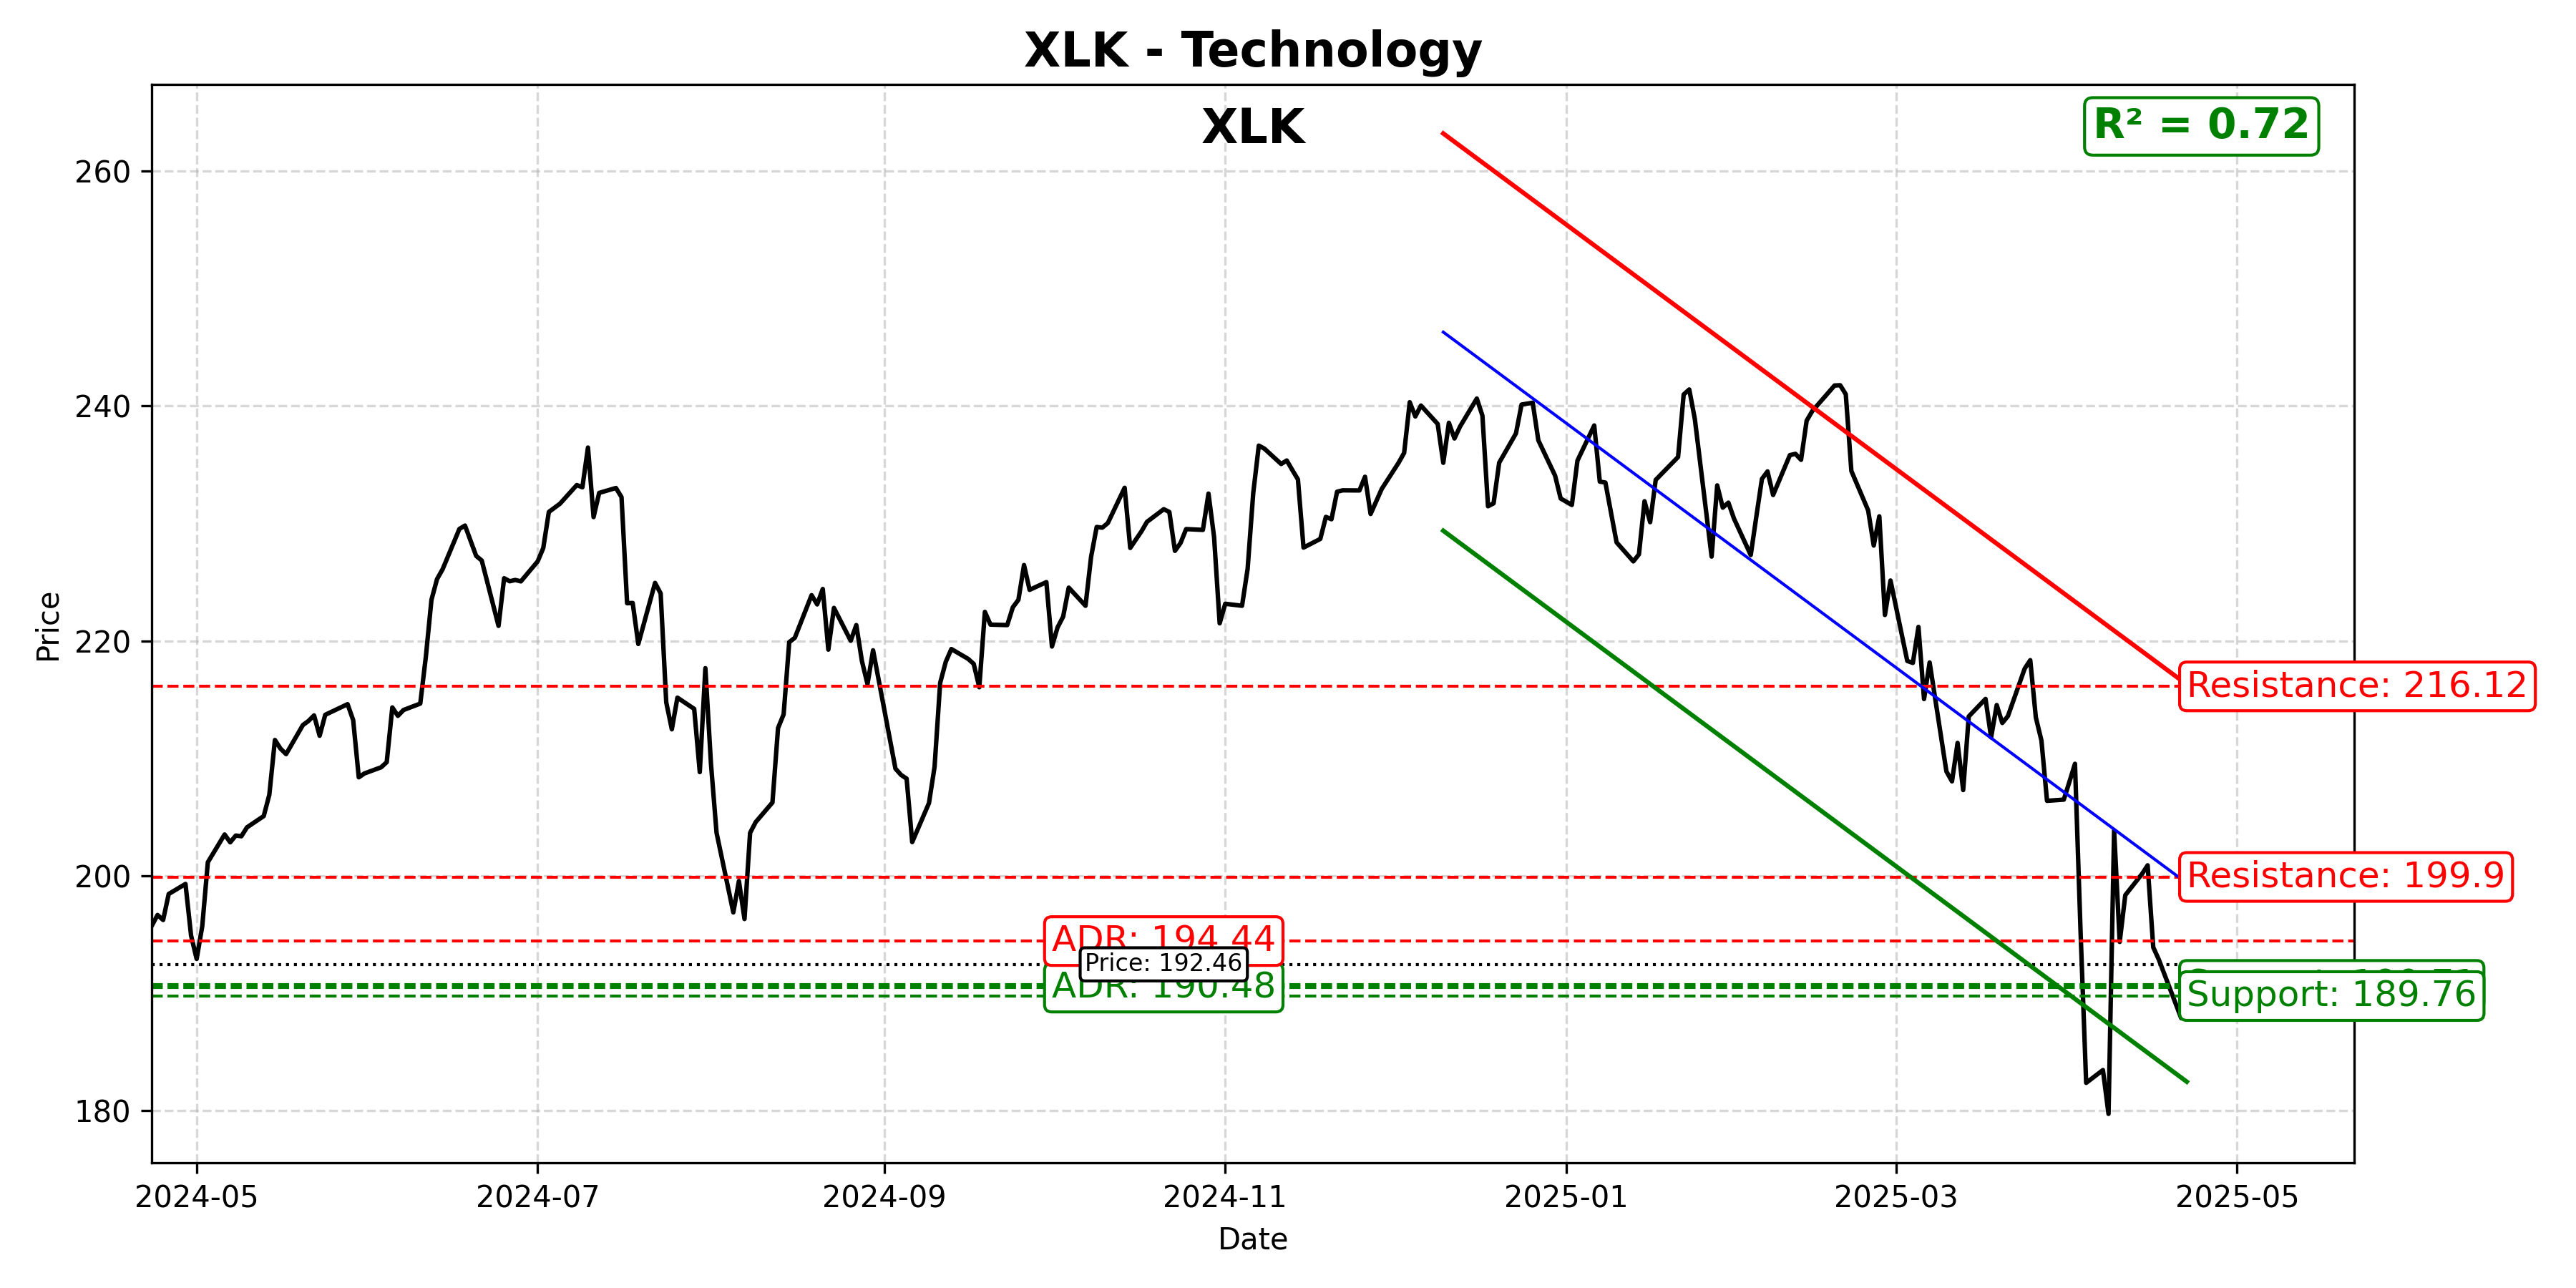 XLK - Technology
XLK
R² = 0.72
260
240
220
200
180
Price
Resistance: 216.12
Resistance: 199.9
ADR: 194.44
Price: 192.46
ADR: 190.48
Support: 189.76
2024-05
2024-07
2024-09
2024-11
2025-01
2025-03
2025-05
Date